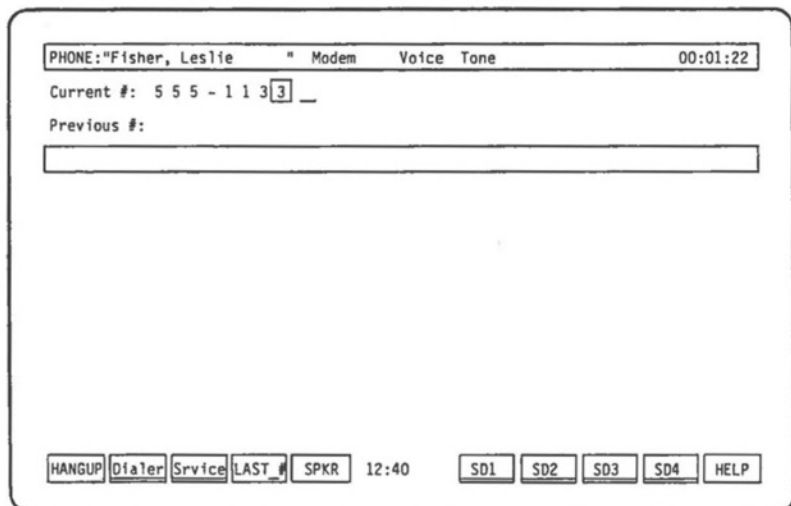 PHONE:"Fisher, Leslie " Modem Voice Tone 00:01:22
Current #: 5 5 5 - 1 1 3 3 _
Previous #:
HANGUP Dialer Srvice LAST_# SPKR 12:40 SD1 SD2 SD3 SD4 HELP